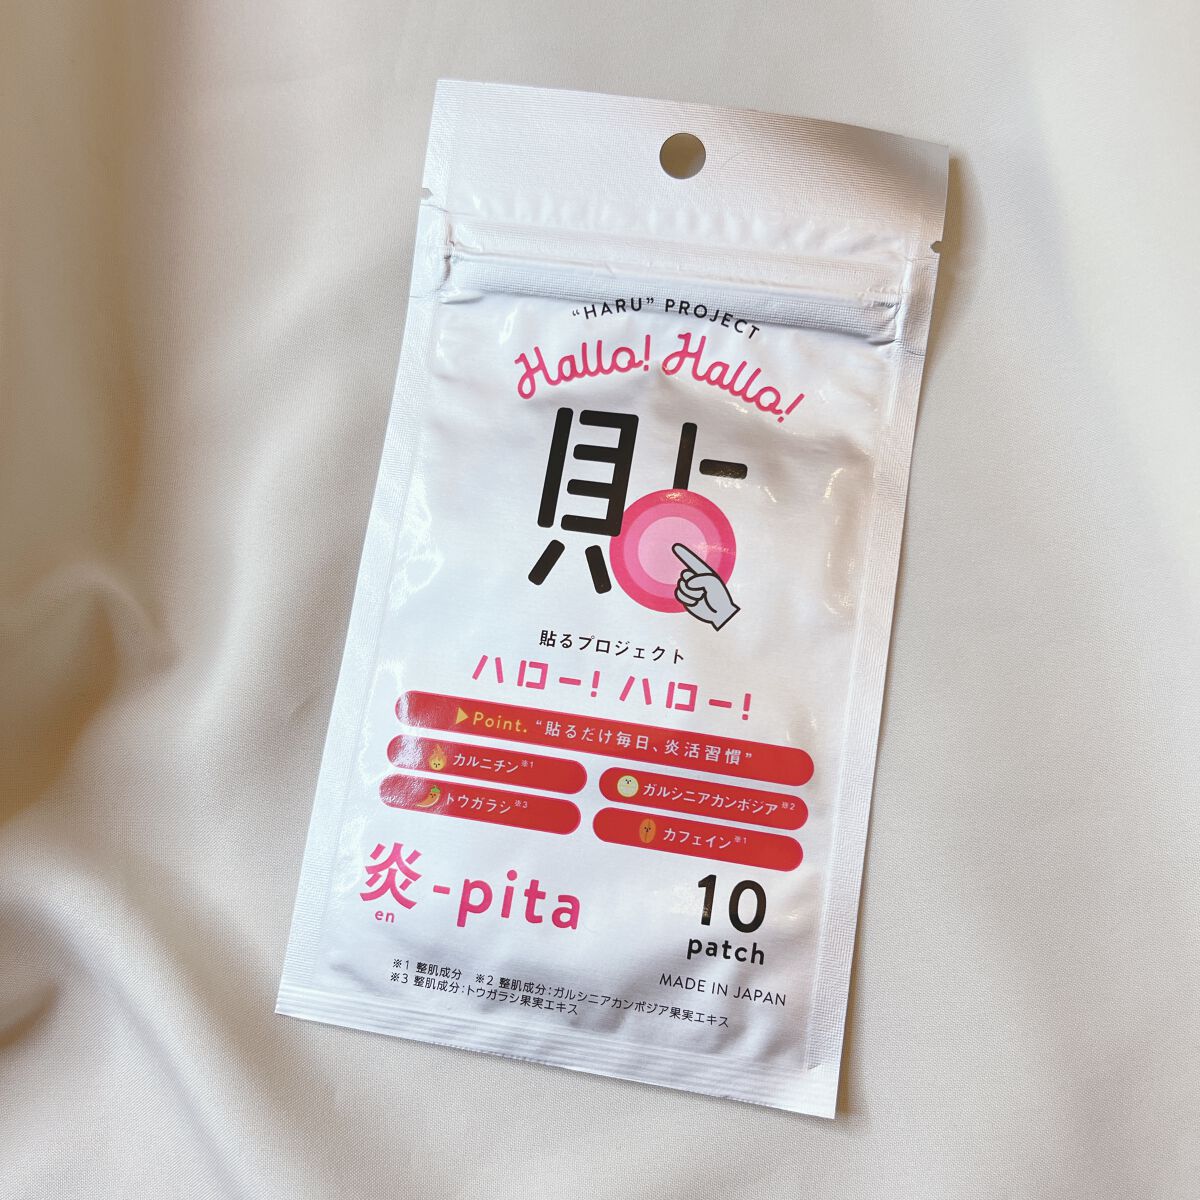 “HARU” PROJECT
Hallo! Hallo!
貼
貼るプロジェクト
ハロー! ハロー!
▶Point. “貼るだけ毎日、炎活習慣”
カルニチン※1
ガルシニアカンボジア※2
トウガラシ※3
カフェイン※1
炎-pita
en
10
patch
MADE IN JAPAN
※1 整肌成分 ※2 整肌成分:ガルシニアカンボジア果実エキス
※3 整肌成分:トウガラシ果実エキス